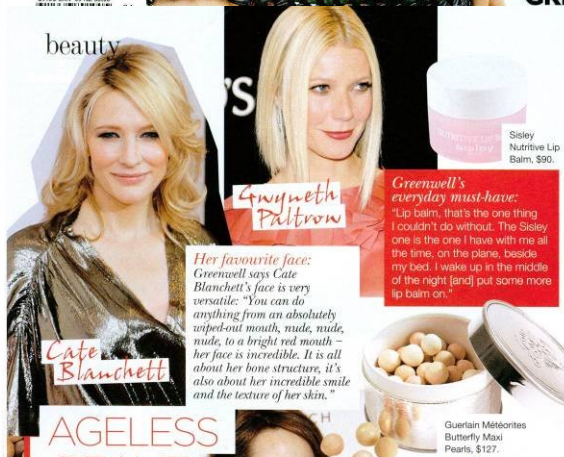 beauty
Gwyneth
Paltrow
Sisley
Nutritive Lip
Balm, $90.
Greenwell's
everyday must-have:
"Lip balm, that's the one thing
I couldn't do without. The Sisley
one is the one I have with me all
the time, on the plane, beside
my bed. I wake up in the middle
of the night [and] put some more
lip balm on."
Her favourite face:
Greenwell says Cate
Blanchett's face is very
versatile: "You can do
anything from an absolutely
wiped-out mouth, nude, nude,
nude, to a bright red mouth –
her face is incredible. It is all
about her bone structure, it's
also about her incredible smile
and the texture of her skin."
Cate
Blanchett
AGELESS
Guerlain Météorites
Butterfly Maxi
Pearls, $127.